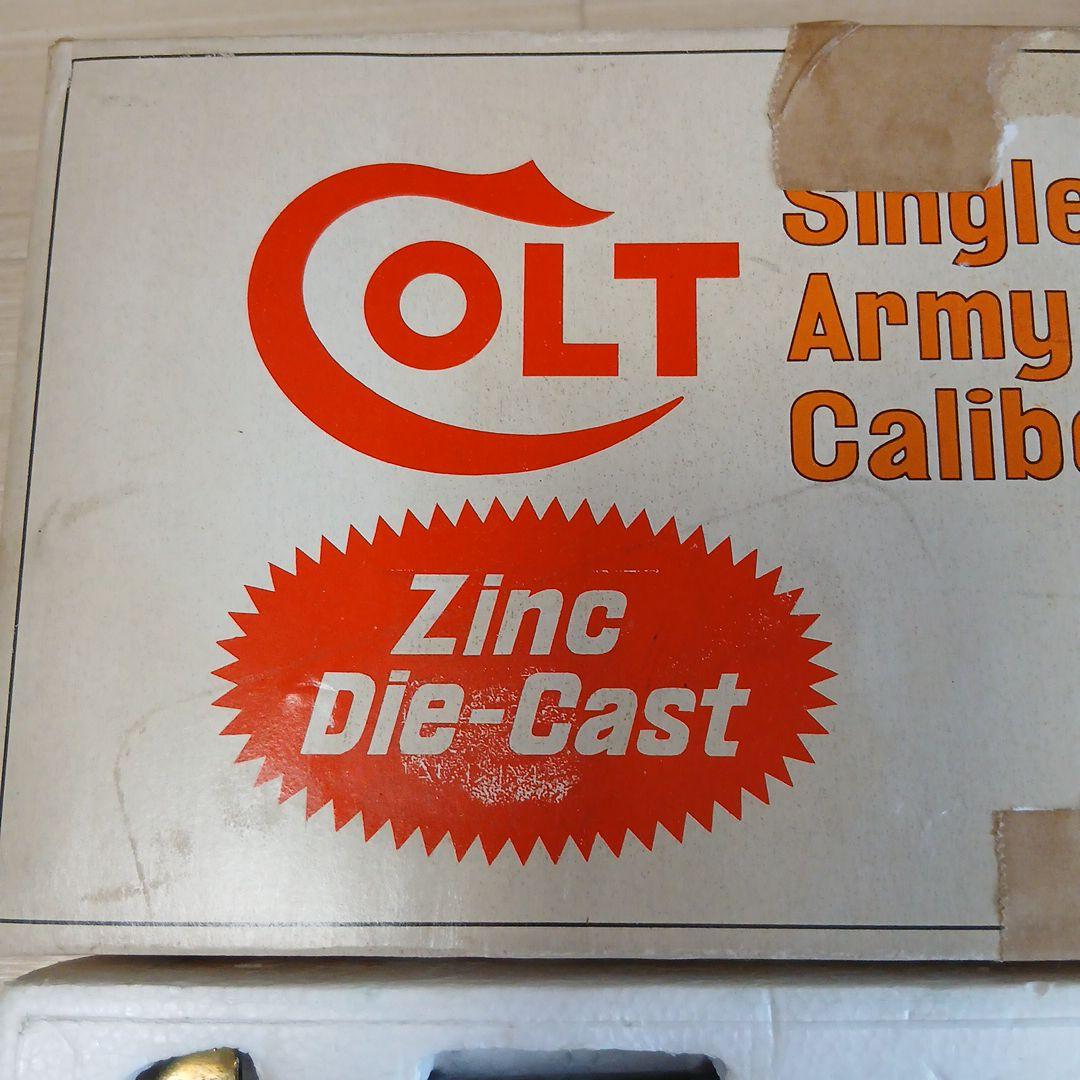 COLT
Single
Army
Calib
Zinc
Die-Cast